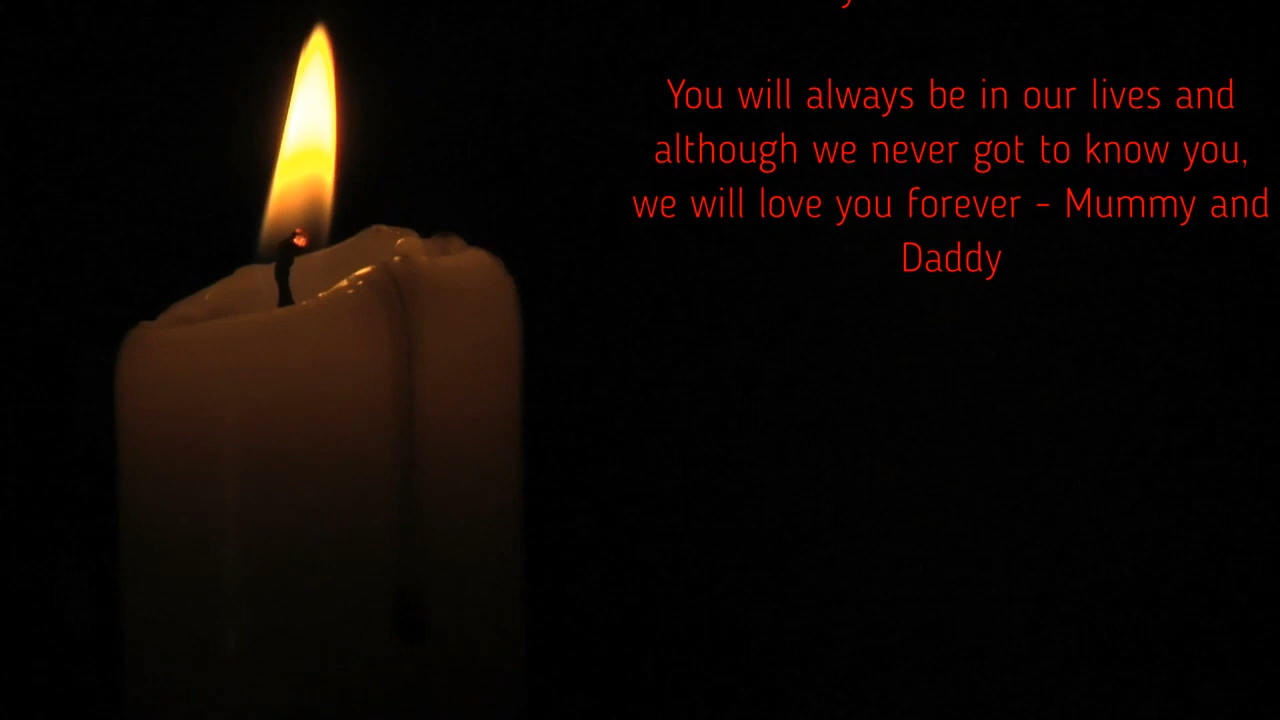 You will always be in our lives and
although we never got to know you,
we will love you forever - Mummy and
Daddy